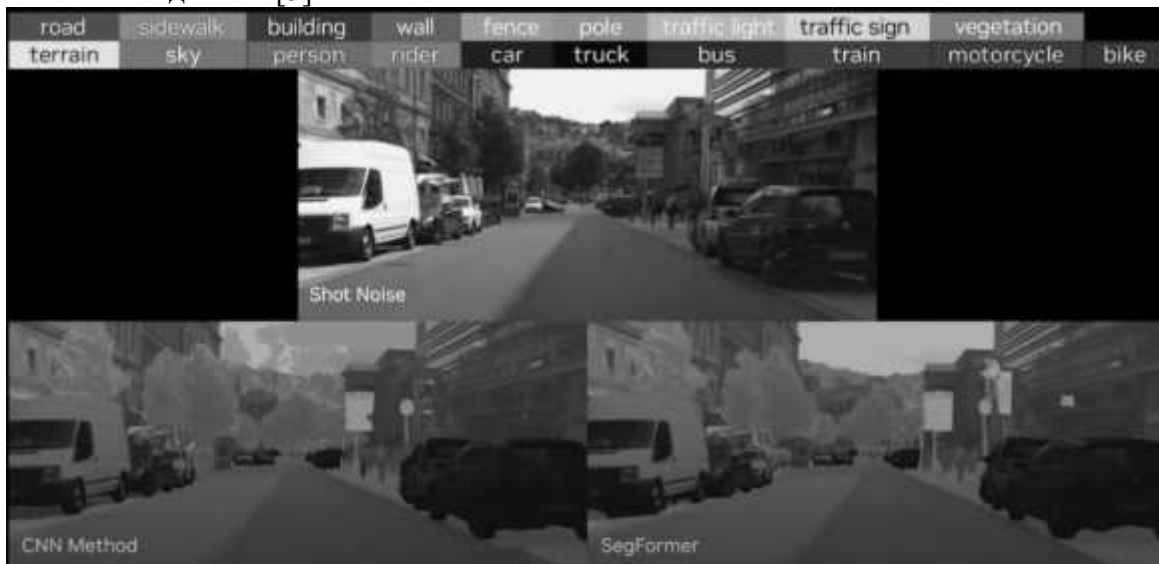 road sidewalk building wall fence pole traffic light traffic sign vegetation
terrain sky person rider car truck bus train motorcycle bike
Shot Noise
CNN Method
SegFormer